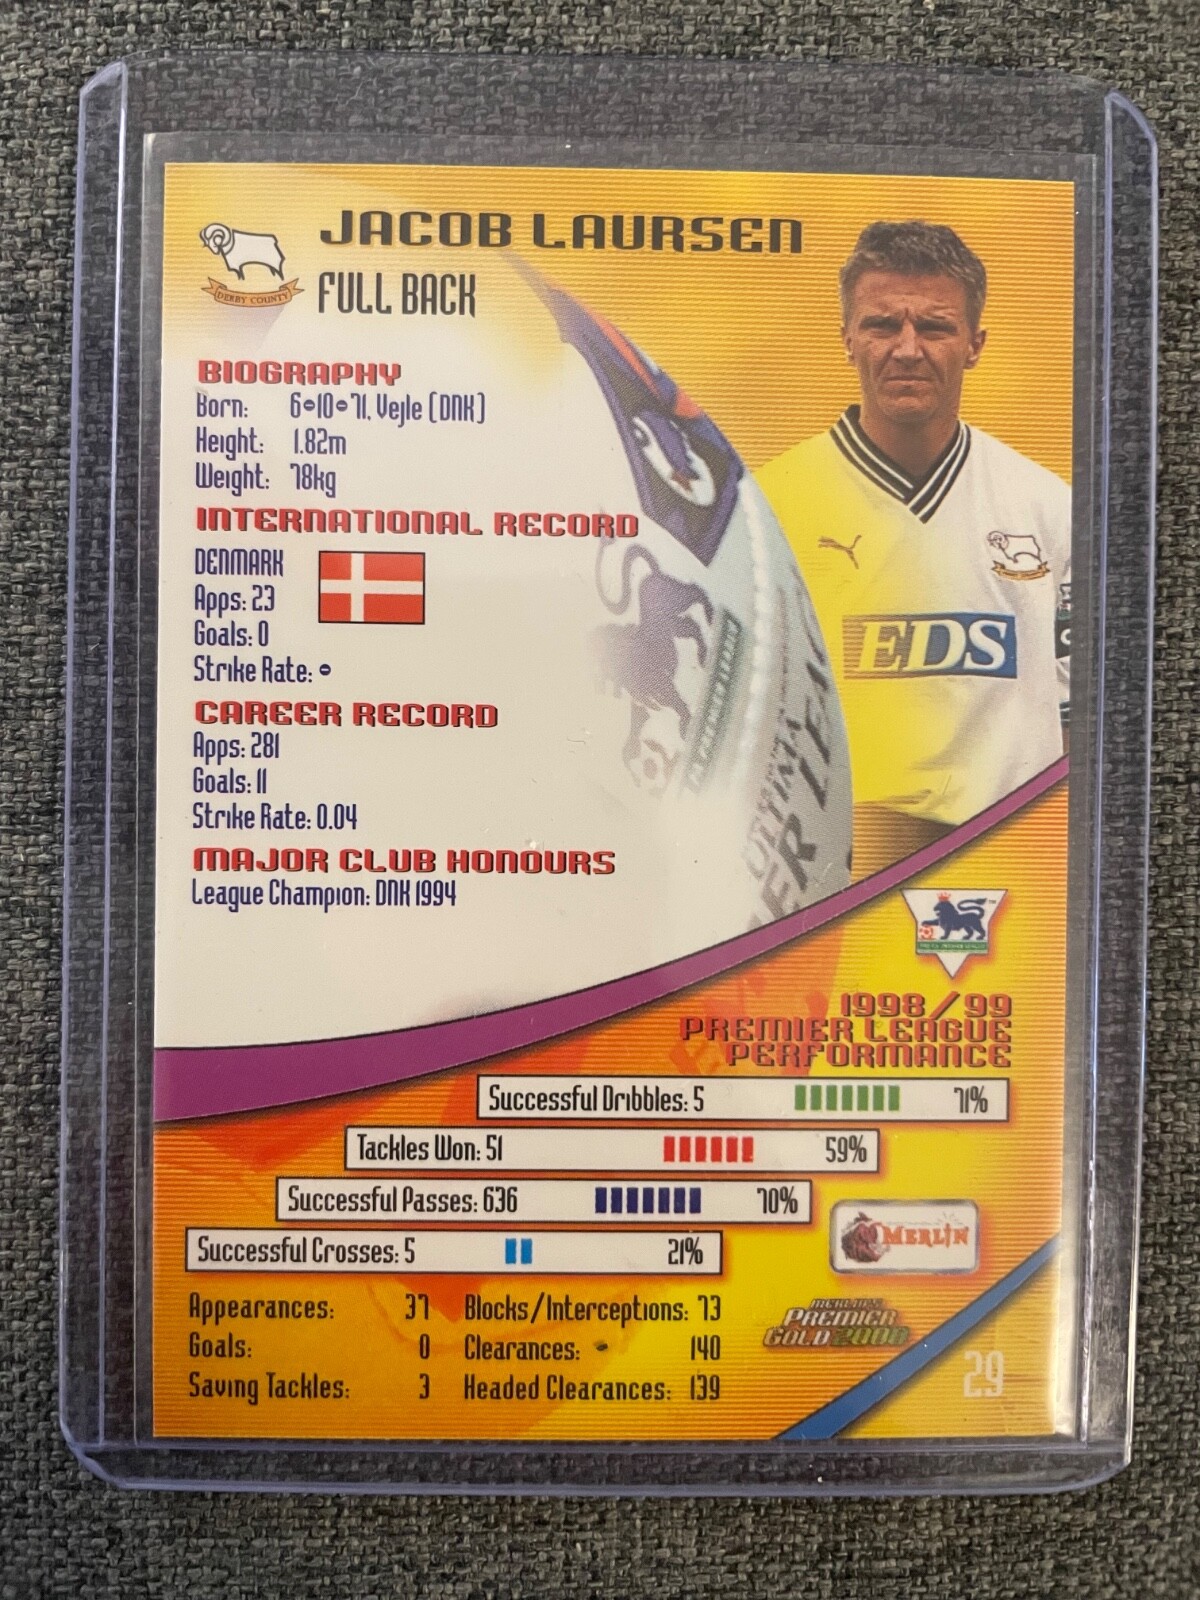 JACOB LAURSEN
DERBY COUNTY
FULL BACK
BIOGRAPHY
Born: 6-10-71, Vejle (DNK)
Height: 1.82m
Weight: 78kg
INTERNATIONAL RECORD
DENMARK
Apps: 23
Goals: 0
Strike Rate: -
CAREER RECORD
Apps: 281
Goals: 11
Strike Rate: 0.04
MAJOR CLUB HONOURS
League Champion: DNK 1994
EDS
1998/99
PREMIER LEAGUE
PERFORMANCE
Successful Dribbles: 5 71%
Tackles Won: 51 59%
Successful Passes: 636 70%
Successful Crosses: 5 21%
MERLIN
Appearances: 37 Blocks/Interceptions: 73
Goals: 0 Clearances: 140
Saving Tackles: 3 Headed Clearances: 139
MERLIN'S
PREMIER
GOLD 2000
29